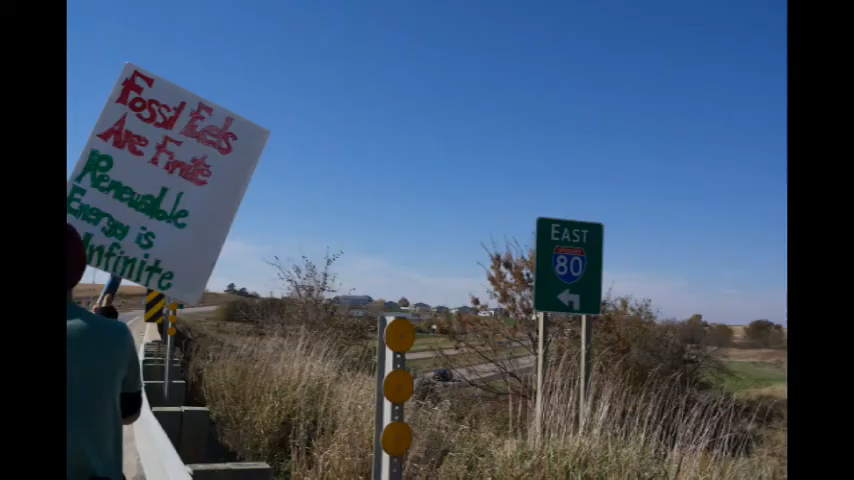 Fossil Fuels
Are Finite
Renewable
Energy is
Infinite
EAST
80